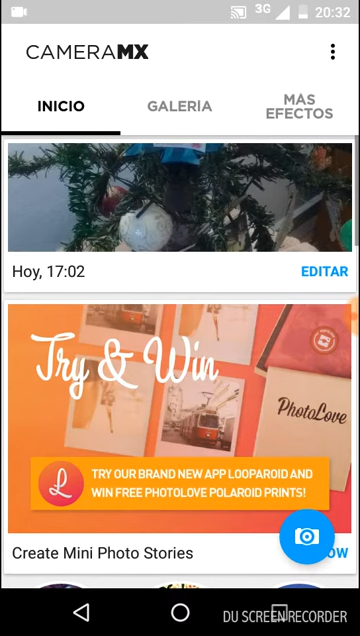 3G 20:32
CAMERAMX
INICIO
GALERÍA
MÁS
EFECTOS
Hoy, 17:02
EDITAR
Try & Win
PhotoLove
TRY OUR BRAND NEW APP LOOPAROID AND
WIN FREE PHOTOLOVE POLAROID PRINTS!
Create Mini Photo Stories
DU SCREEN RECORDER